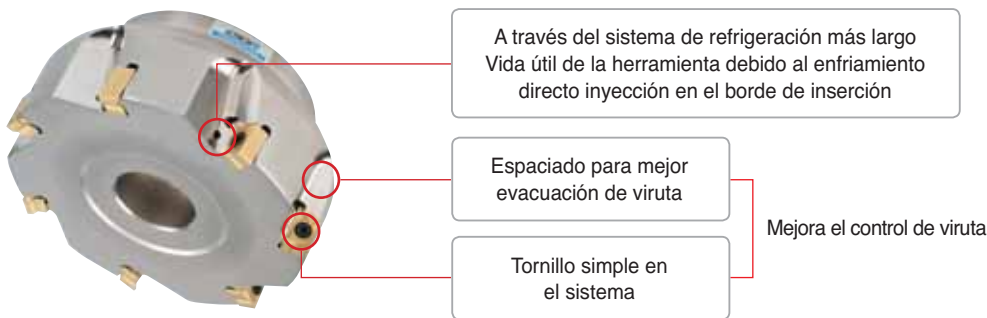 A través del sistema de refrigeración más largo
Vida útil de la herramienta debido al enfriamiento
directo inyección en el borde de inserción
Espaciado para mejor
evacuación de viruta
Mejora el control de viruta
Tornillo simple en
el sistema